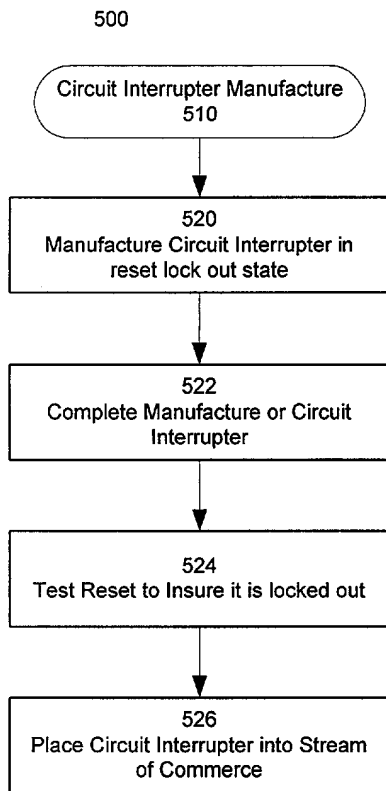 500
Circuit Interrupter Manufacture
510
520
Manufacture Circuit Interrupter in
reset lock out state
522
Complete Manufacture or Circuit
Interrupter
524
Test Reset to Insure it is locked out
526
Place Circuit Interrupter into Stream
of Commerce